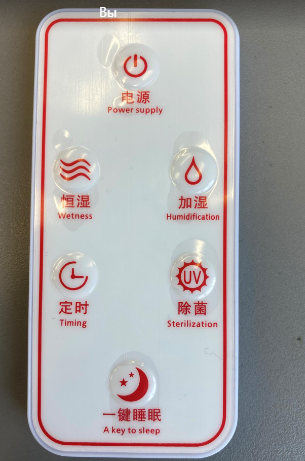 Вы
电源
Power supply
恒湿
Wetness
加湿
Humidification
定时
Timing
UV
除菌
Sterilization
一键睡眠
A key to sleep